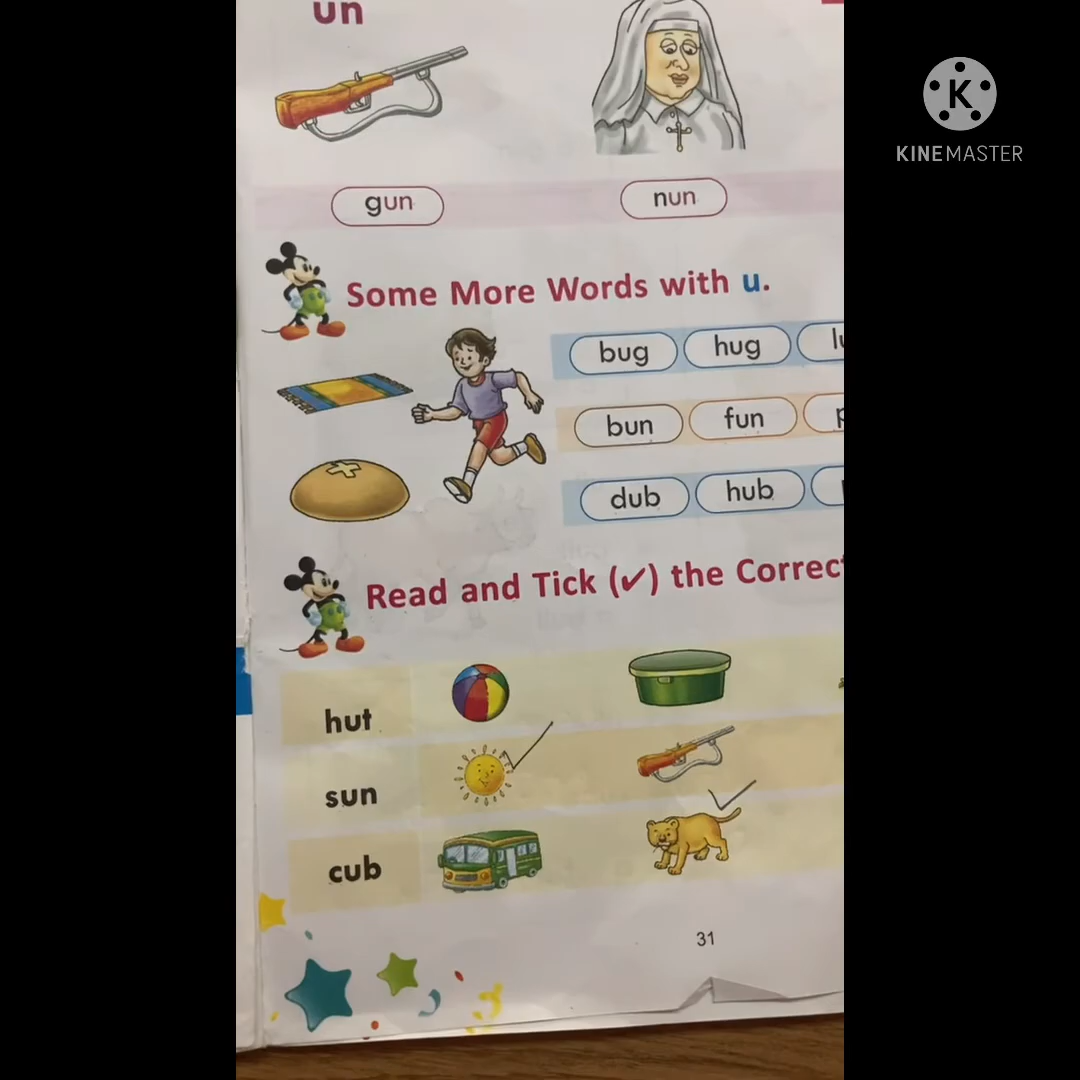 un
K
KINEMASTER
gun nun
Some More Words with u.
bug hug
bun fun
dub hub
Read and Tick (✓) the Correct
hut
sun
cub
31